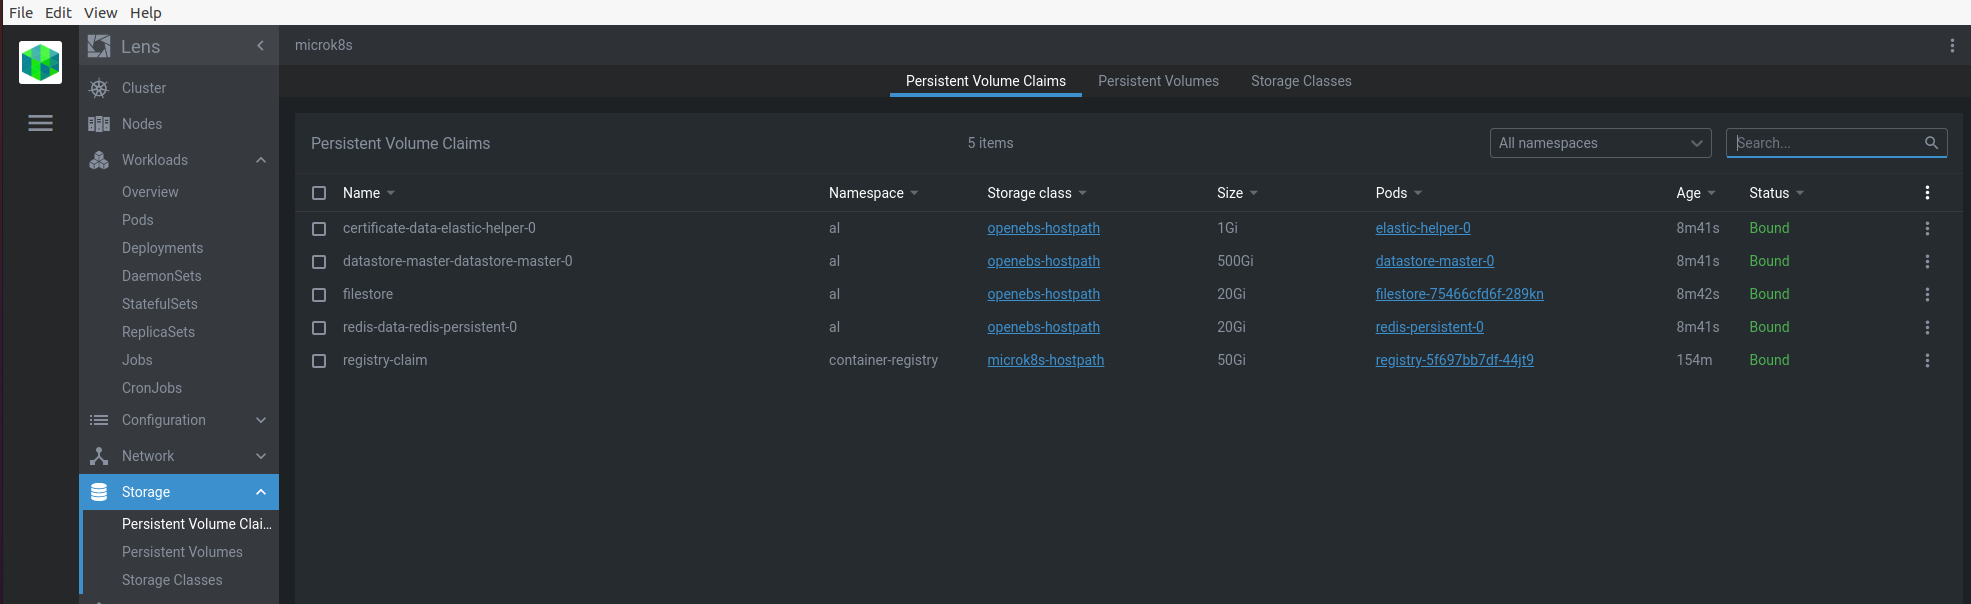 File Edit View Help
Lens
microk8s
Cluster
Nodes
Workloads
Overview
Pods
Deployments
DaemonSets
StatefulSets
ReplicaSets
Jobs
CronJobs
Configuration
Network
Storage
Persistent Volume Clai...
Persistent Volumes
Storage Classes
Persistent Volume Claims Persistent Volumes Storage Classes
Persistent Volume Claims 5 items All namespaces Search...
Name Namespace Storage class Size Pods Age Status
certificate-data-elastic-helper-0 al openebs-hostpath 1Gi elastic-helper-0 8m41s Bound
datastore-master-datastore-master-0 al openebs-hostpath 500Gi datastore-master-0 8m41s Bound
filestore al openebs-hostpath 20Gi filestore-75466cfd6f-289kn 8m42s Bound
redis-data-redis-persistent-0 al openebs-hostpath 20Gi redis-persistent-0 8m41s Bound
registry-claim container-registry microk8s-hostpath 50Gi registry-5f697bb7df-44jt9 154m Bound